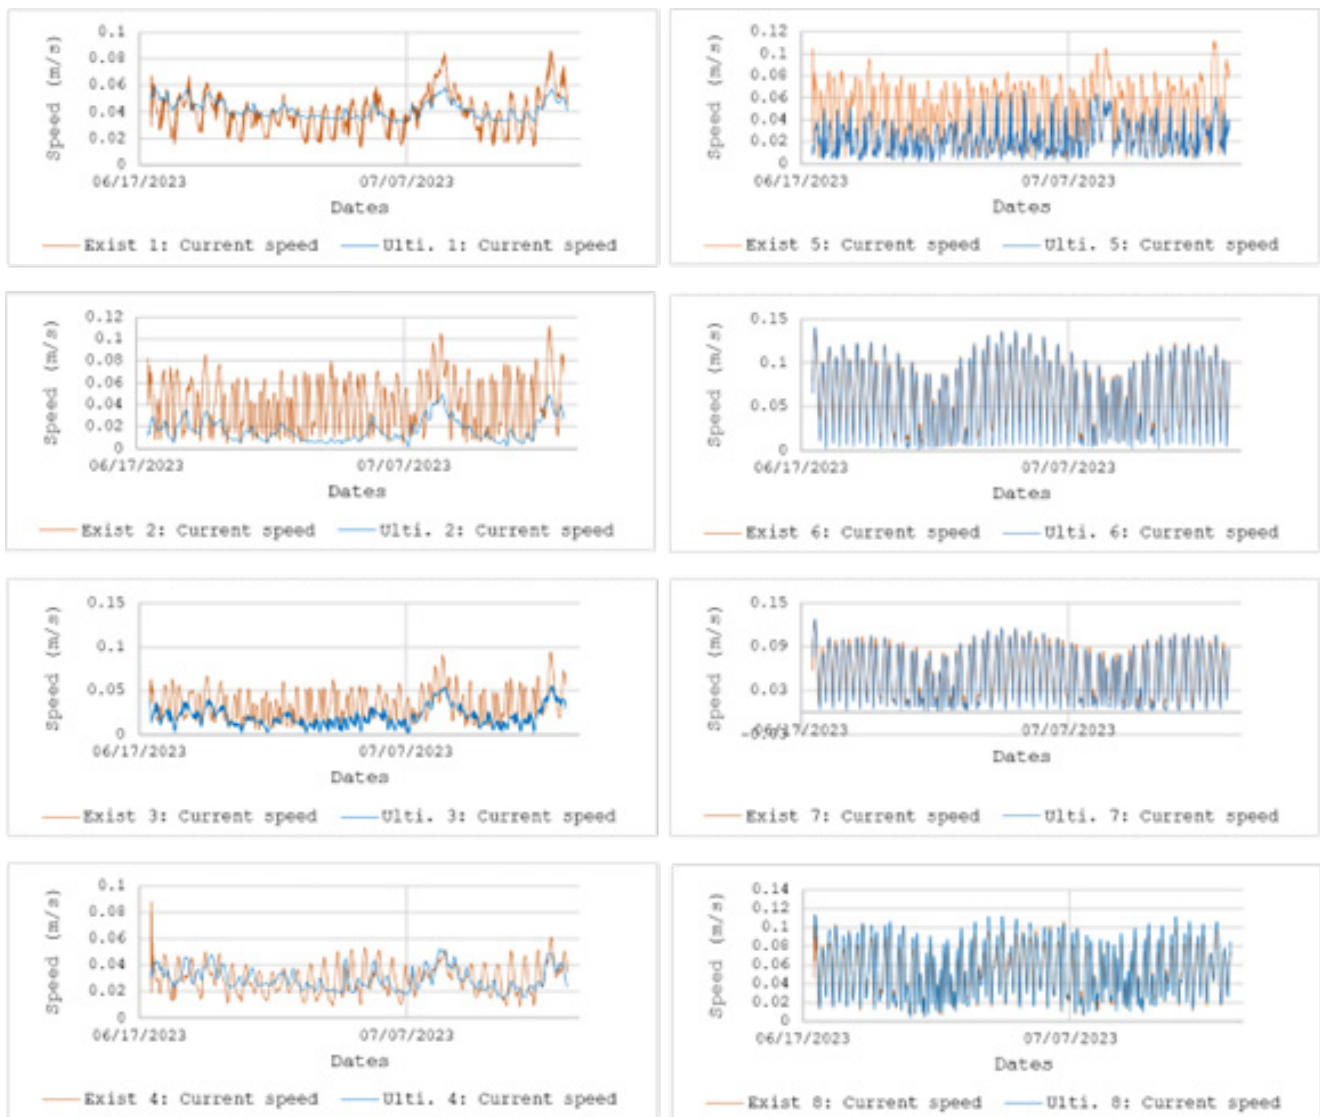 0.1
0.08
0.06
0.04
0.02
0
Speed (m/s)
06/17/2023 07/07/2023
Dates
Exist 1: Current speed Ulti. 1: Current speed
0.12
0.1
0.08
0.06
0.04
0.02
0
Speed (m/s)
06/17/2023 07/07/2023
Dates
Exist 5: Current speed Ulti. 5: Current speed
0.12
0.1
0.08
0.06
0.04
0.02
0
Speed (m/s)
06/17/2023 07/07/2023
Dates
Exist 2: Current speed Ulti. 2: Current speed
0.15
0.1
0.05
0
Speed (m/s)
06/17/2023 07/07/2023
Dates
Exist 6: Current speed Ulti. 6: Current speed
0.15
0.1
0.05
0
Speed (m/s)
06/17/2023 07/07/2023
Dates
Exist 3: Current speed Ulti. 3: Current speed
0.15
0.09
0.03
-0.03
Speed (m/s)
06/17/2023 07/07/2023
Dates
Exist 7: Current speed Ulti. 7: Current speed
0.1
0.08
0.06
0.04
0.02
0
Speed (m/s)
06/17/2023 07/07/2023
Dates
Exist 4: Current speed Ulti. 4: Current speed
0.14
0.12
0.1
0.08
0.06
0.04
0.02
0
Speed (m/s)
06/17/2023 07/07/2023
Dates
Exist 8: Current speed Ulti. 8: Current speed